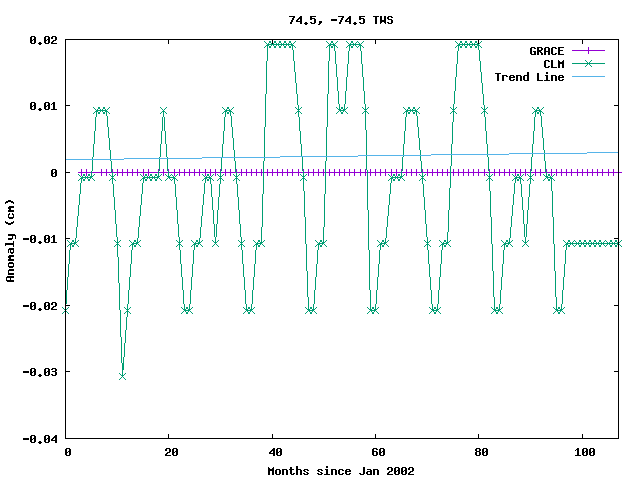 74.5, -74.5 TWS
0.02
0.01
0
-0.01
-0.02
-0.03
-0.04
Anomaly (cm)
GRACE
CLM
Trend Line
0 20 40 60 80 100
Months since Jan 2002